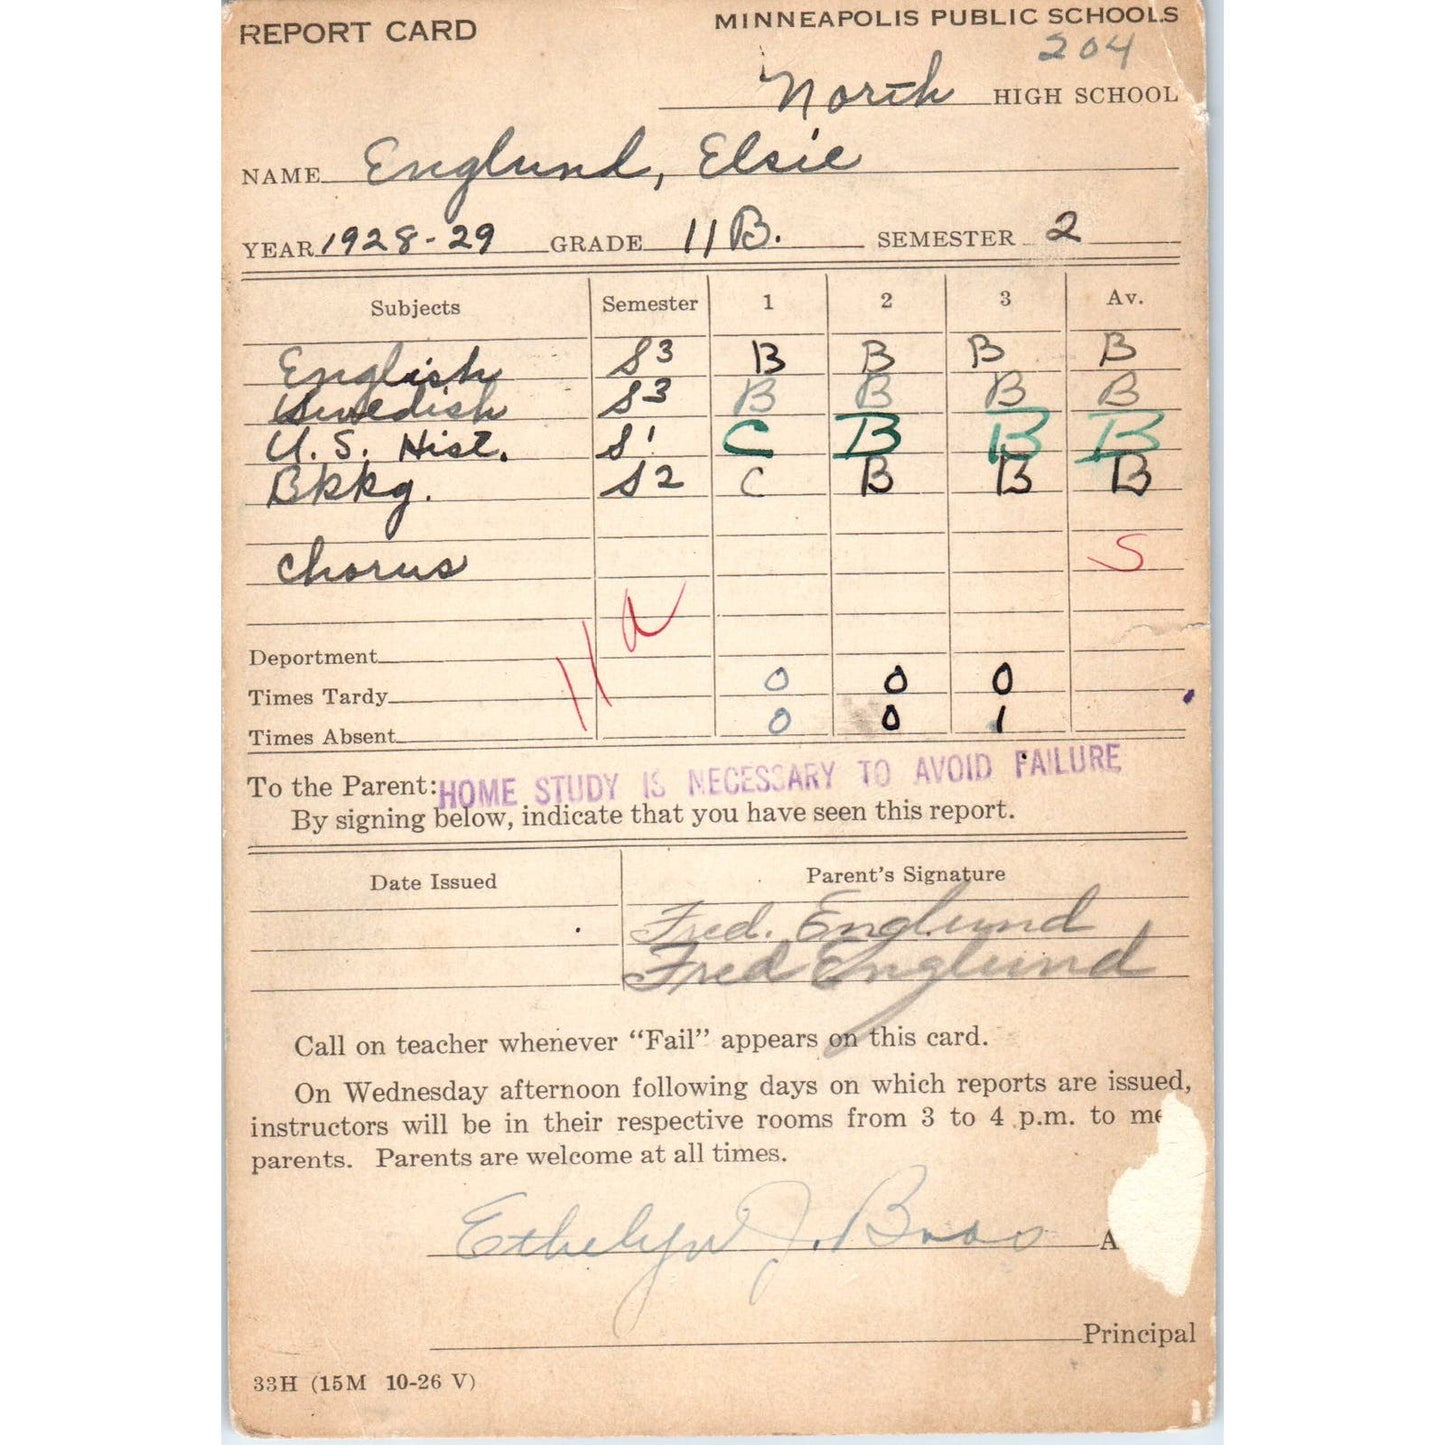 REPORT CARD
MINNEAPOLIS PUBLIC SCHOOLS
204
North HIGH SCHOOL
NAME Englund, Elsie
YEAR 1928-29 GRADE 11 B. SEMESTER 2
Subjects Semester 1 2 3 Av.
English S3 B B B B
Swedish S3 B B B B
U.S. Hist. S1 C B B B
Bkkg. S2 C B B B
Chorus S
11a
Deportment
Times Tardy 0 0 0
Times Absent 0 0 1
To the Parent: HOME STUDY IS NECESSARY TO AVOID FAILURE
By signing below, indicate that you have seen this report.
Date Issued Parent's Signature
Fred. Englund
Fred Englund
Call on teacher whenever "Fail" appears on this card.
On Wednesday afternoon following days on which reports are issued,
instructors will be in their respective rooms from 3 to 4 p.m. to me
parents. Parents are welcome at all times.
Ethelyn J. A
Principal
33H (15M 10-26 V)